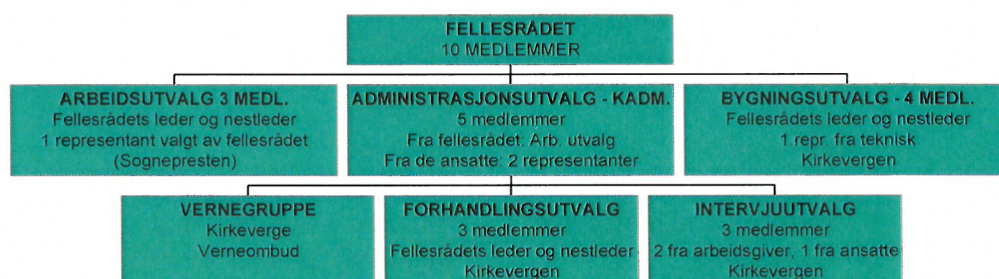 FELLESRÅDET
10 MEDLEMMER
ARBEIDSUTVALG 3 MEDL.
Fellesrådets leder og nestleder
1 representant valgt av fellesrådet
(Sognepresten)
ADMINISTRASJONSUTVALG - KADM.
5 medlemmer
Fra fellesrådet: Arb. utvalg
Fra de ansatte: 2 representanter
BYGNINGSUTVALG - 4 MEDL.
Fellesrådets leder og nestleder
1.repr. fra teknisk
Kirkevergen
VERNEGRUPPE
Kirkeverge
Verneombud
FORHANDLINGSUTVALG
3 medlemmer
Fellesrådets leder og nestleder
Kirkevergen
INTERVJUUTVALG
3 medlemmer
2 fra arbeidsgiver, 1 fra ansatte
Kirkevergen